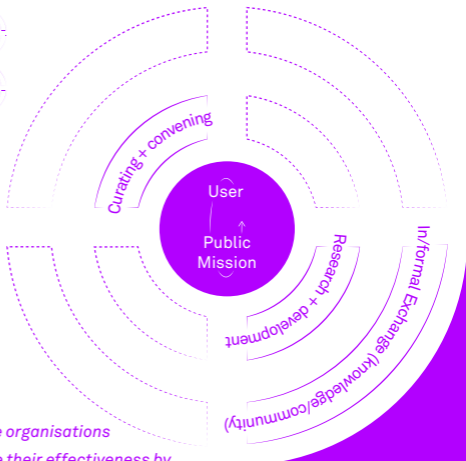 Curating + convening
User
Public
Mission
Research + development
In/formal Exchange (knowledge/community)
organisations
their effectiveness by